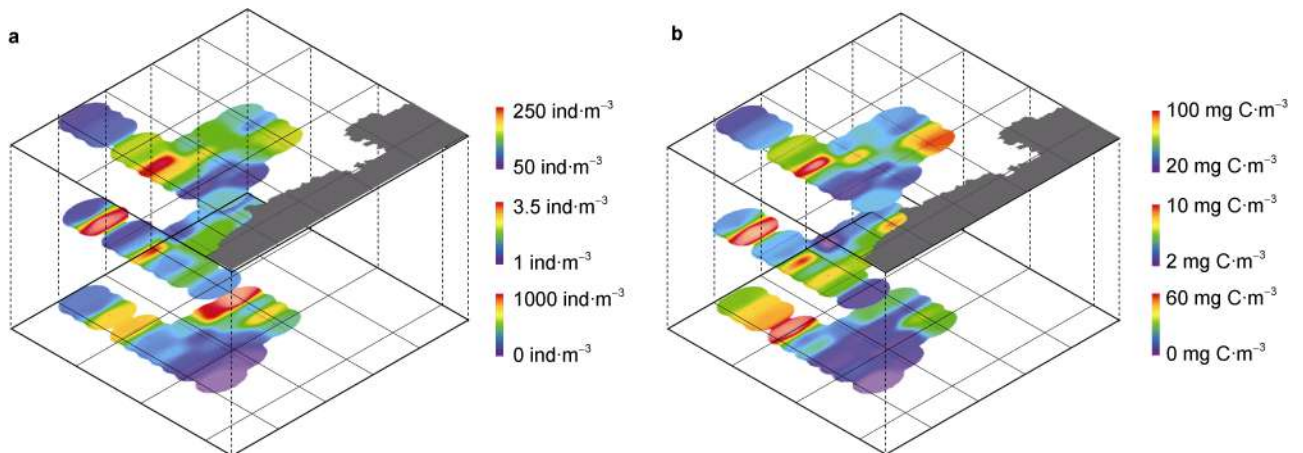 a
250 ind·m⁻³
50 ind·m⁻³
3.5 ind·m⁻³
1 ind·m⁻³
1000 ind·m⁻³
0 ind·m⁻³
b
100 mg C·m⁻³
20 mg C·m⁻³
10 mg C·m⁻³
2 mg C·m⁻³
60 mg C·m⁻³
0 mg C·m⁻³